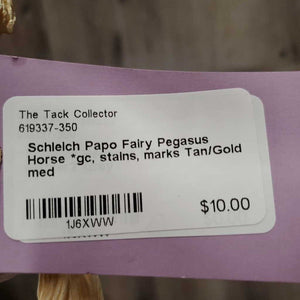 The Tack Collector
619337-350
Schleich Papo Fairy Pegasus
Horse *gc, stains, marks Tan/Gold
med
1J6XWW
$10.00